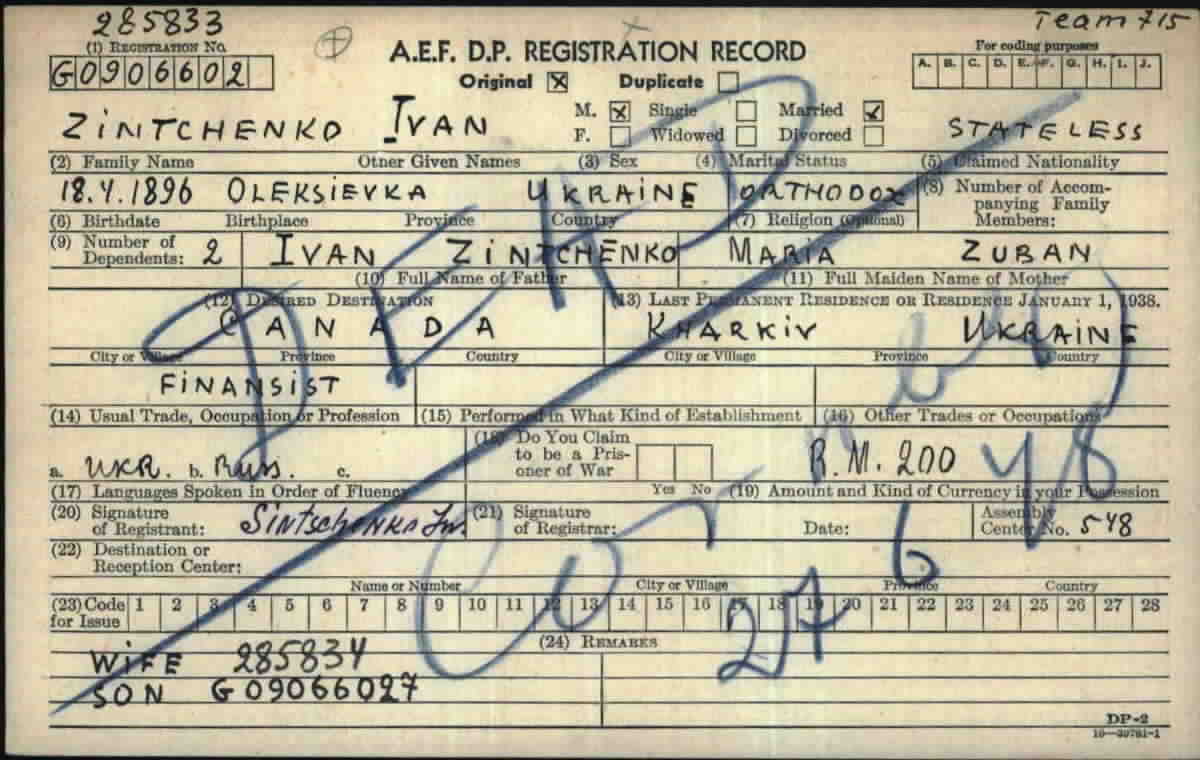 285833 Team 715
(1) Registration No. A.E.F. D.P. REGISTRATION RECORD For coding purposes
G0906602 Original ☒ Duplicate ☐ A. B. C. D. E. F. G. H. I. J.
ZINTCHENKO IVAN M. ☒ Single ☐ Married ☑ STATELESS
F. ☐ Widowed ☐ Divorced ☐
(2) Family Name Other Given Names (3) Sex (4) Marital Status (5) Claimed Nationality
18.4.1896 OLEKSIEVKA UKRAINE ORTHODOX (8) Number of Accom-
panying Family
(6) Birthdate Birthplace Province Country (7) Religion (Optional) Members:
(9) Number of
Dependents: 2 IVAN ZINTCHENKO MARIA ZUBAN
(10) Full Name of Father (11) Full Maiden Name of Mother
(12) Desired Destination (13) Last Permanent Residence or Residence January 1, 1938.
CANADA KHARKIV UKRAINE
City or Village Province Country City or Village Province Country
FINANSIST
(14) Usual Trade, Occupation or Profession (15) Performed in What Kind of Establishment (16) Other Trades or Occupations
a. UKR. b. Russ. c. (18) Do You Claim
to be a Pris-
oner of War R.M. 200
(17) Languages Spoken in Order of Fluency Yes No (19) Amount and Kind of Currency in your Possession
(20) Signature
of Registrant: Sintschenko (21) Signature
of Registrar: Date: Assembly
Center No. 548
(22) Destination or
Reception Center:
Name or Number City or Village Province Country
(23) Code
for Issue 1 2 3 4 5 6 7 8 9 10 11 12 13 14 15 16 17 18 19 20 21 22 23 24 25 26 27 28
(24) Remarks
WIFE 285834
SON G09066027
DP-2
16—39781-1